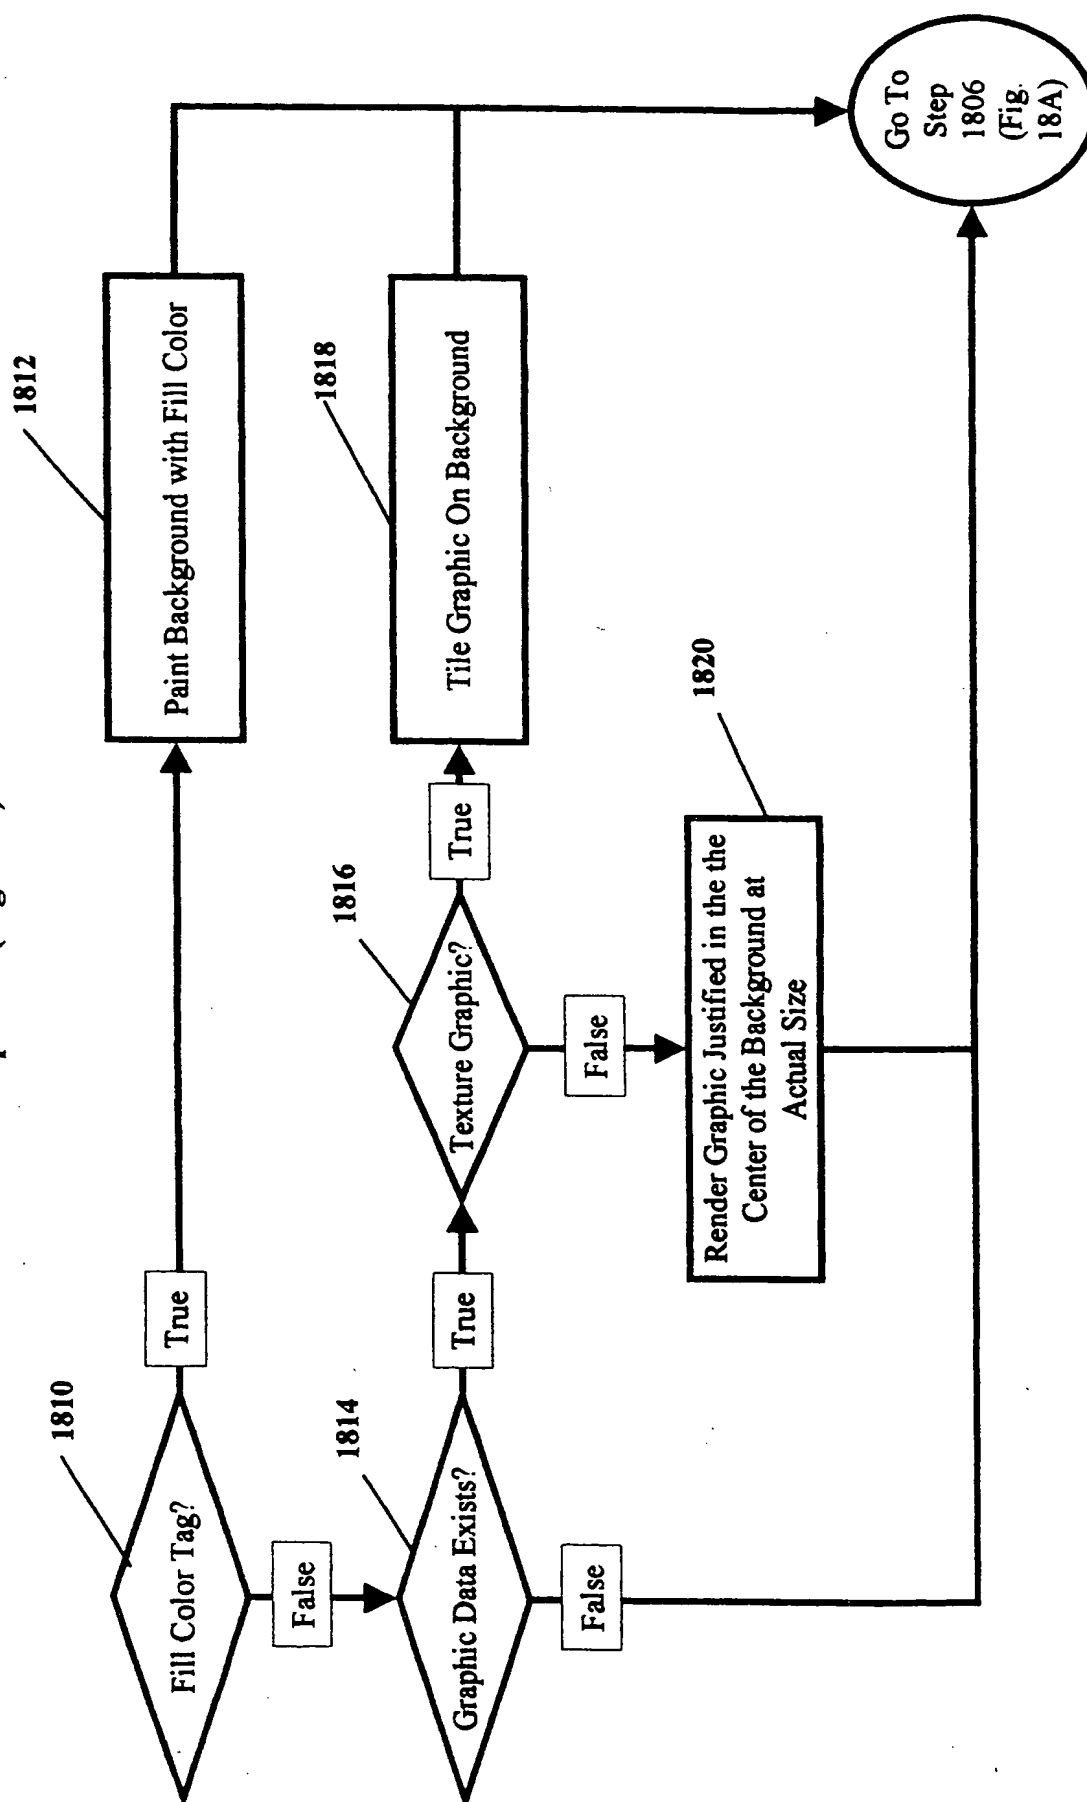 1810
Fill Color Tag?
True
1812
Paint Background with Fill Color
False
1814
Graphic Data Exists?
True
1816
Texture Graphic?
True
1818
Tile Graphic On Background
False
False
1820
Render Graphic Justified in the the
Center of the Background at
Actual Size
Go To
Step
1806
(Fig.
18A)